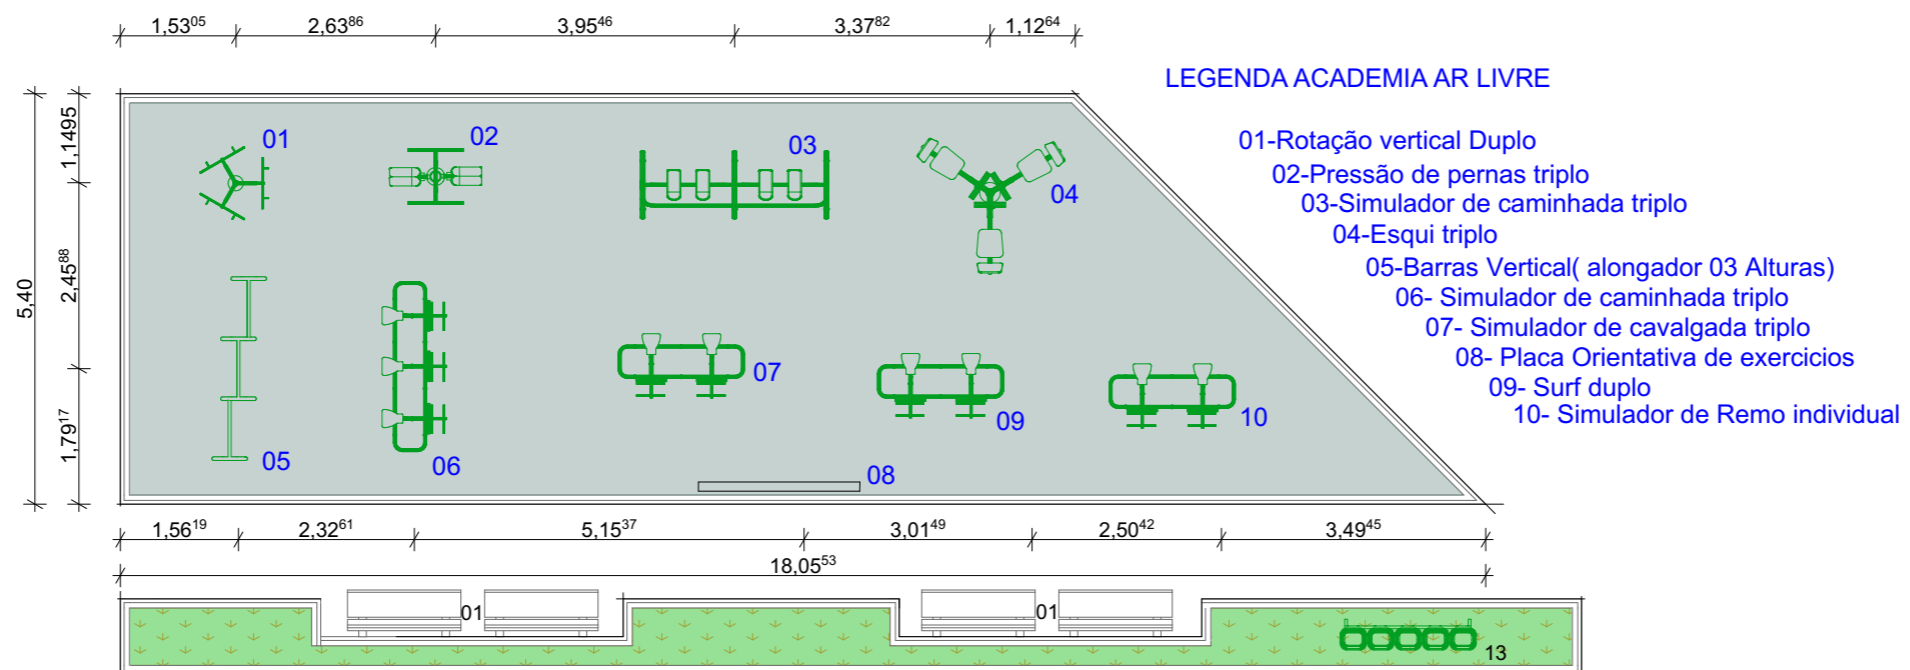 1,53⁰⁵ 2,63⁸⁶ 3,95⁴⁶ 3,37⁸² 1,12⁶⁴
LEGENDA ACADEMIA AR LIVRE
01-Rotação vertical Duplo
02-Pressão de pernas triplo
03-Simulador de caminhada triplo
04-Esqui triplo
05-Barras Vertical( alongador 03 Alturas)
06- Simulador de caminhada triplo
07- Simulador de cavalgada triplo
08- Placa Orientativa de exercicios
09- Surf duplo
10- Simulador de Remo individual
5,40
1,1495
2,45⁸⁸
1,79¹⁷
01
02
03
04
05
06
07
09
10
08
1,56¹⁹ 2,32⁶¹ 5,15³⁷ 3,01⁴⁹ 2,50⁴² 3,49⁴⁵
18,05⁵³
01
01
13